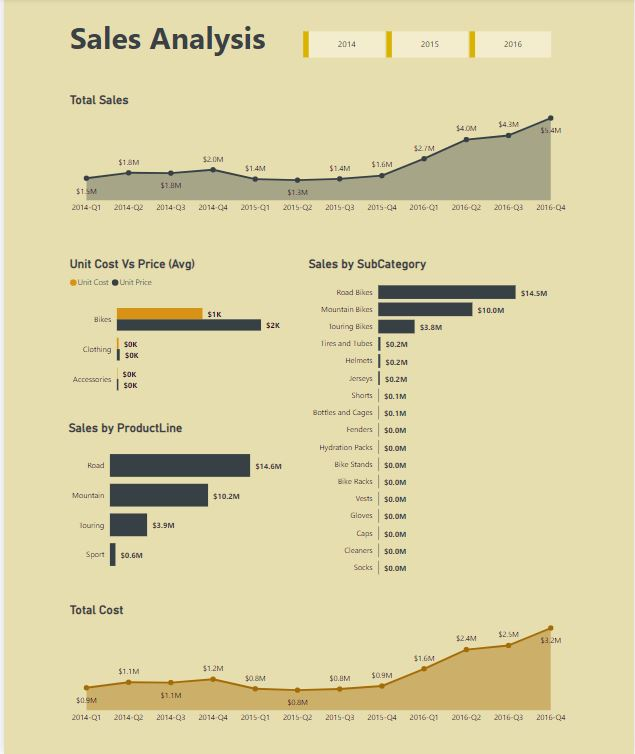 Sales Analysis
2014 2015 2016
Total Sales
$1.5M $1.8M $1.8M $2.0M $1.4M $1.3M $1.4M $1.6M $2.7M $4.0M $4.3M $5.4M
2014-Q1 2014-Q2 2014-Q3 2014-Q4 2015-Q1 2015-Q2 2015-Q3 2015-Q4 2016-Q1 2016-Q2 2016-Q3 2016-Q4
Unit Cost Vs Price (Avg)
Unit Cost Unit Price
Bikes $1K $2K
Clothing $0K $0K
Accessories $0K $0K
Sales by ProductLine
Road $14.6M
Mountain $10.2M
Touring $3.9M
Sport $0.6M
Sales by SubCategory
Road Bikes $14.5M
Mountain Bikes $10.0M
Touring Bikes $3.8M
Tires and Tubes $0.2M
Helmets $0.2M
Jerseys $0.2M
Shorts $0.1M
Bottles and Cages $0.1M
Fenders $0.0M
Hydration Packs $0.0M
Bike Stands $0.0M
Bike Racks $0.0M
Vests $0.0M
Gloves $0.0M
Caps $0.0M
Cleaners $0.0M
Socks $0.0M
Total Cost
$0.9M $1.1M $1.1M $1.2M $0.8M $0.8M $0.8M $0.9M $1.6M $2.4M $2.5M $3.2M
2014-Q1 2014-Q2 2014-Q3 2014-Q4 2015-Q1 2015-Q2 2015-Q3 2015-Q4 2016-Q1 2016-Q2 2016-Q3 2016-Q4